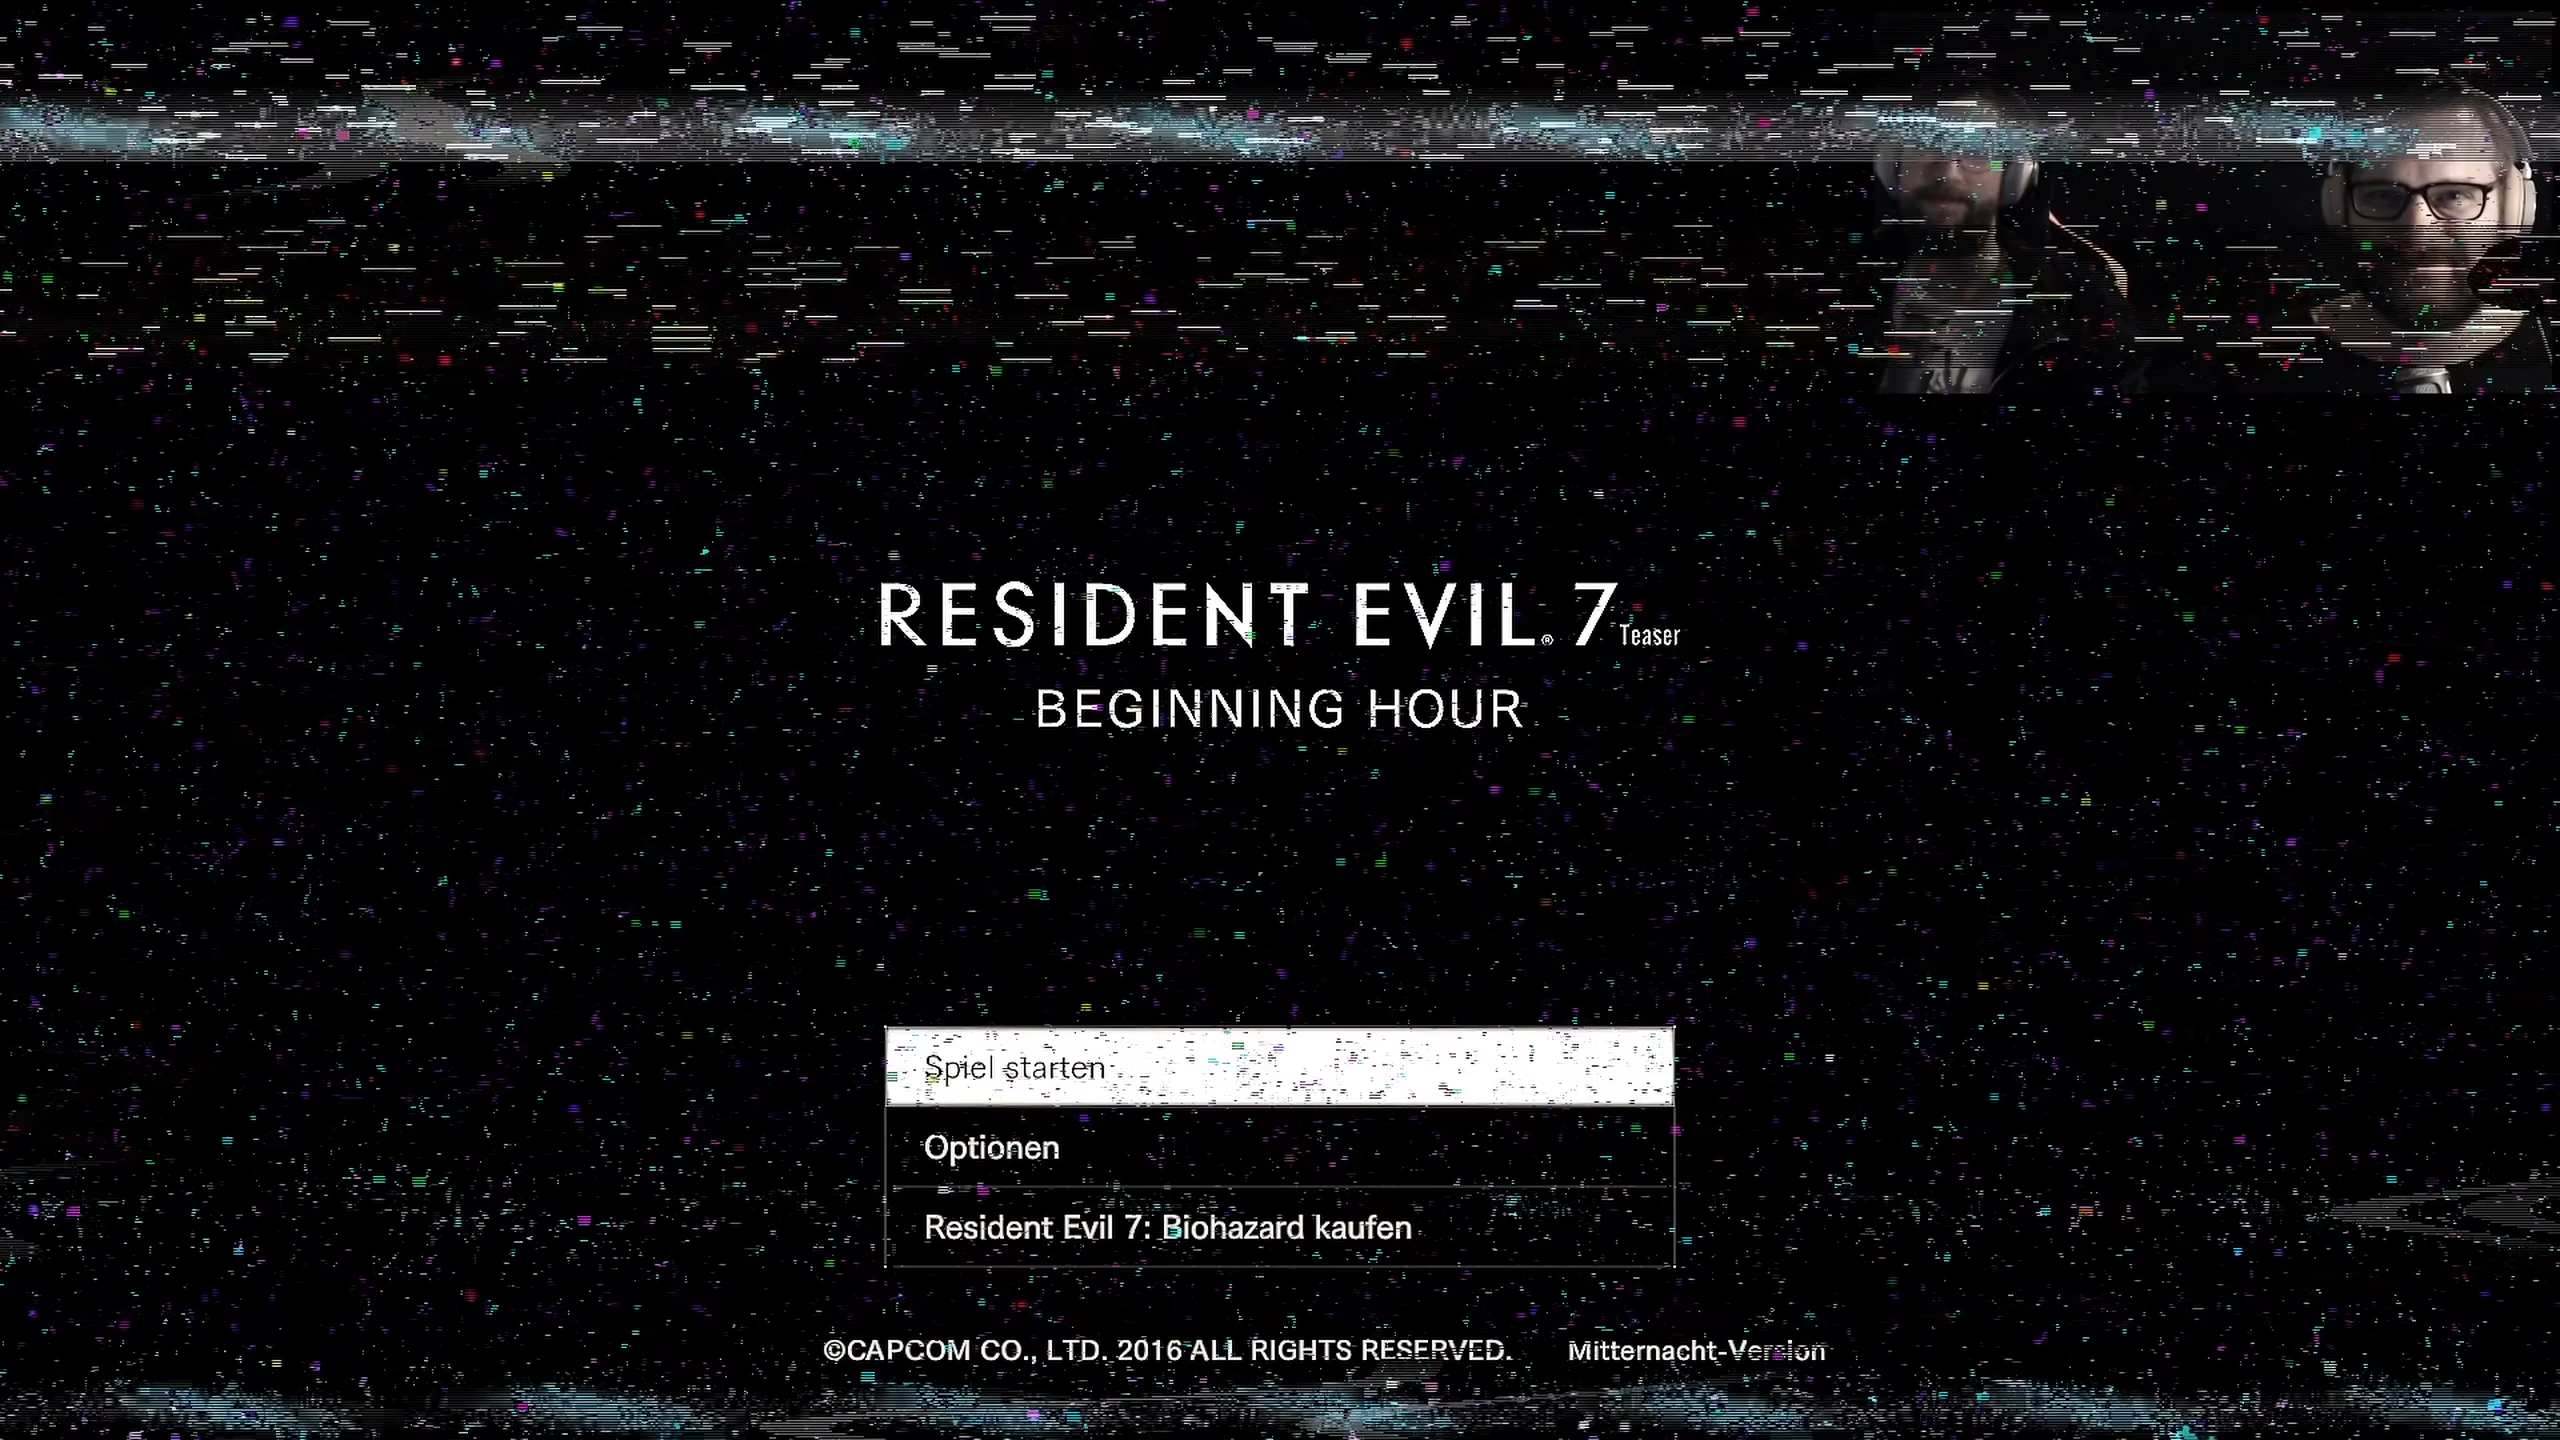 RESIDENT EVIL® 7 Teaser
BEGINNING HOUR
Spiel starten
Optionen
Resident Evil 7: Biohazard kaufen
©CAPCOM CO., LTD. 2016 ALL RIGHTS RESERVED. Mitternacht-Version